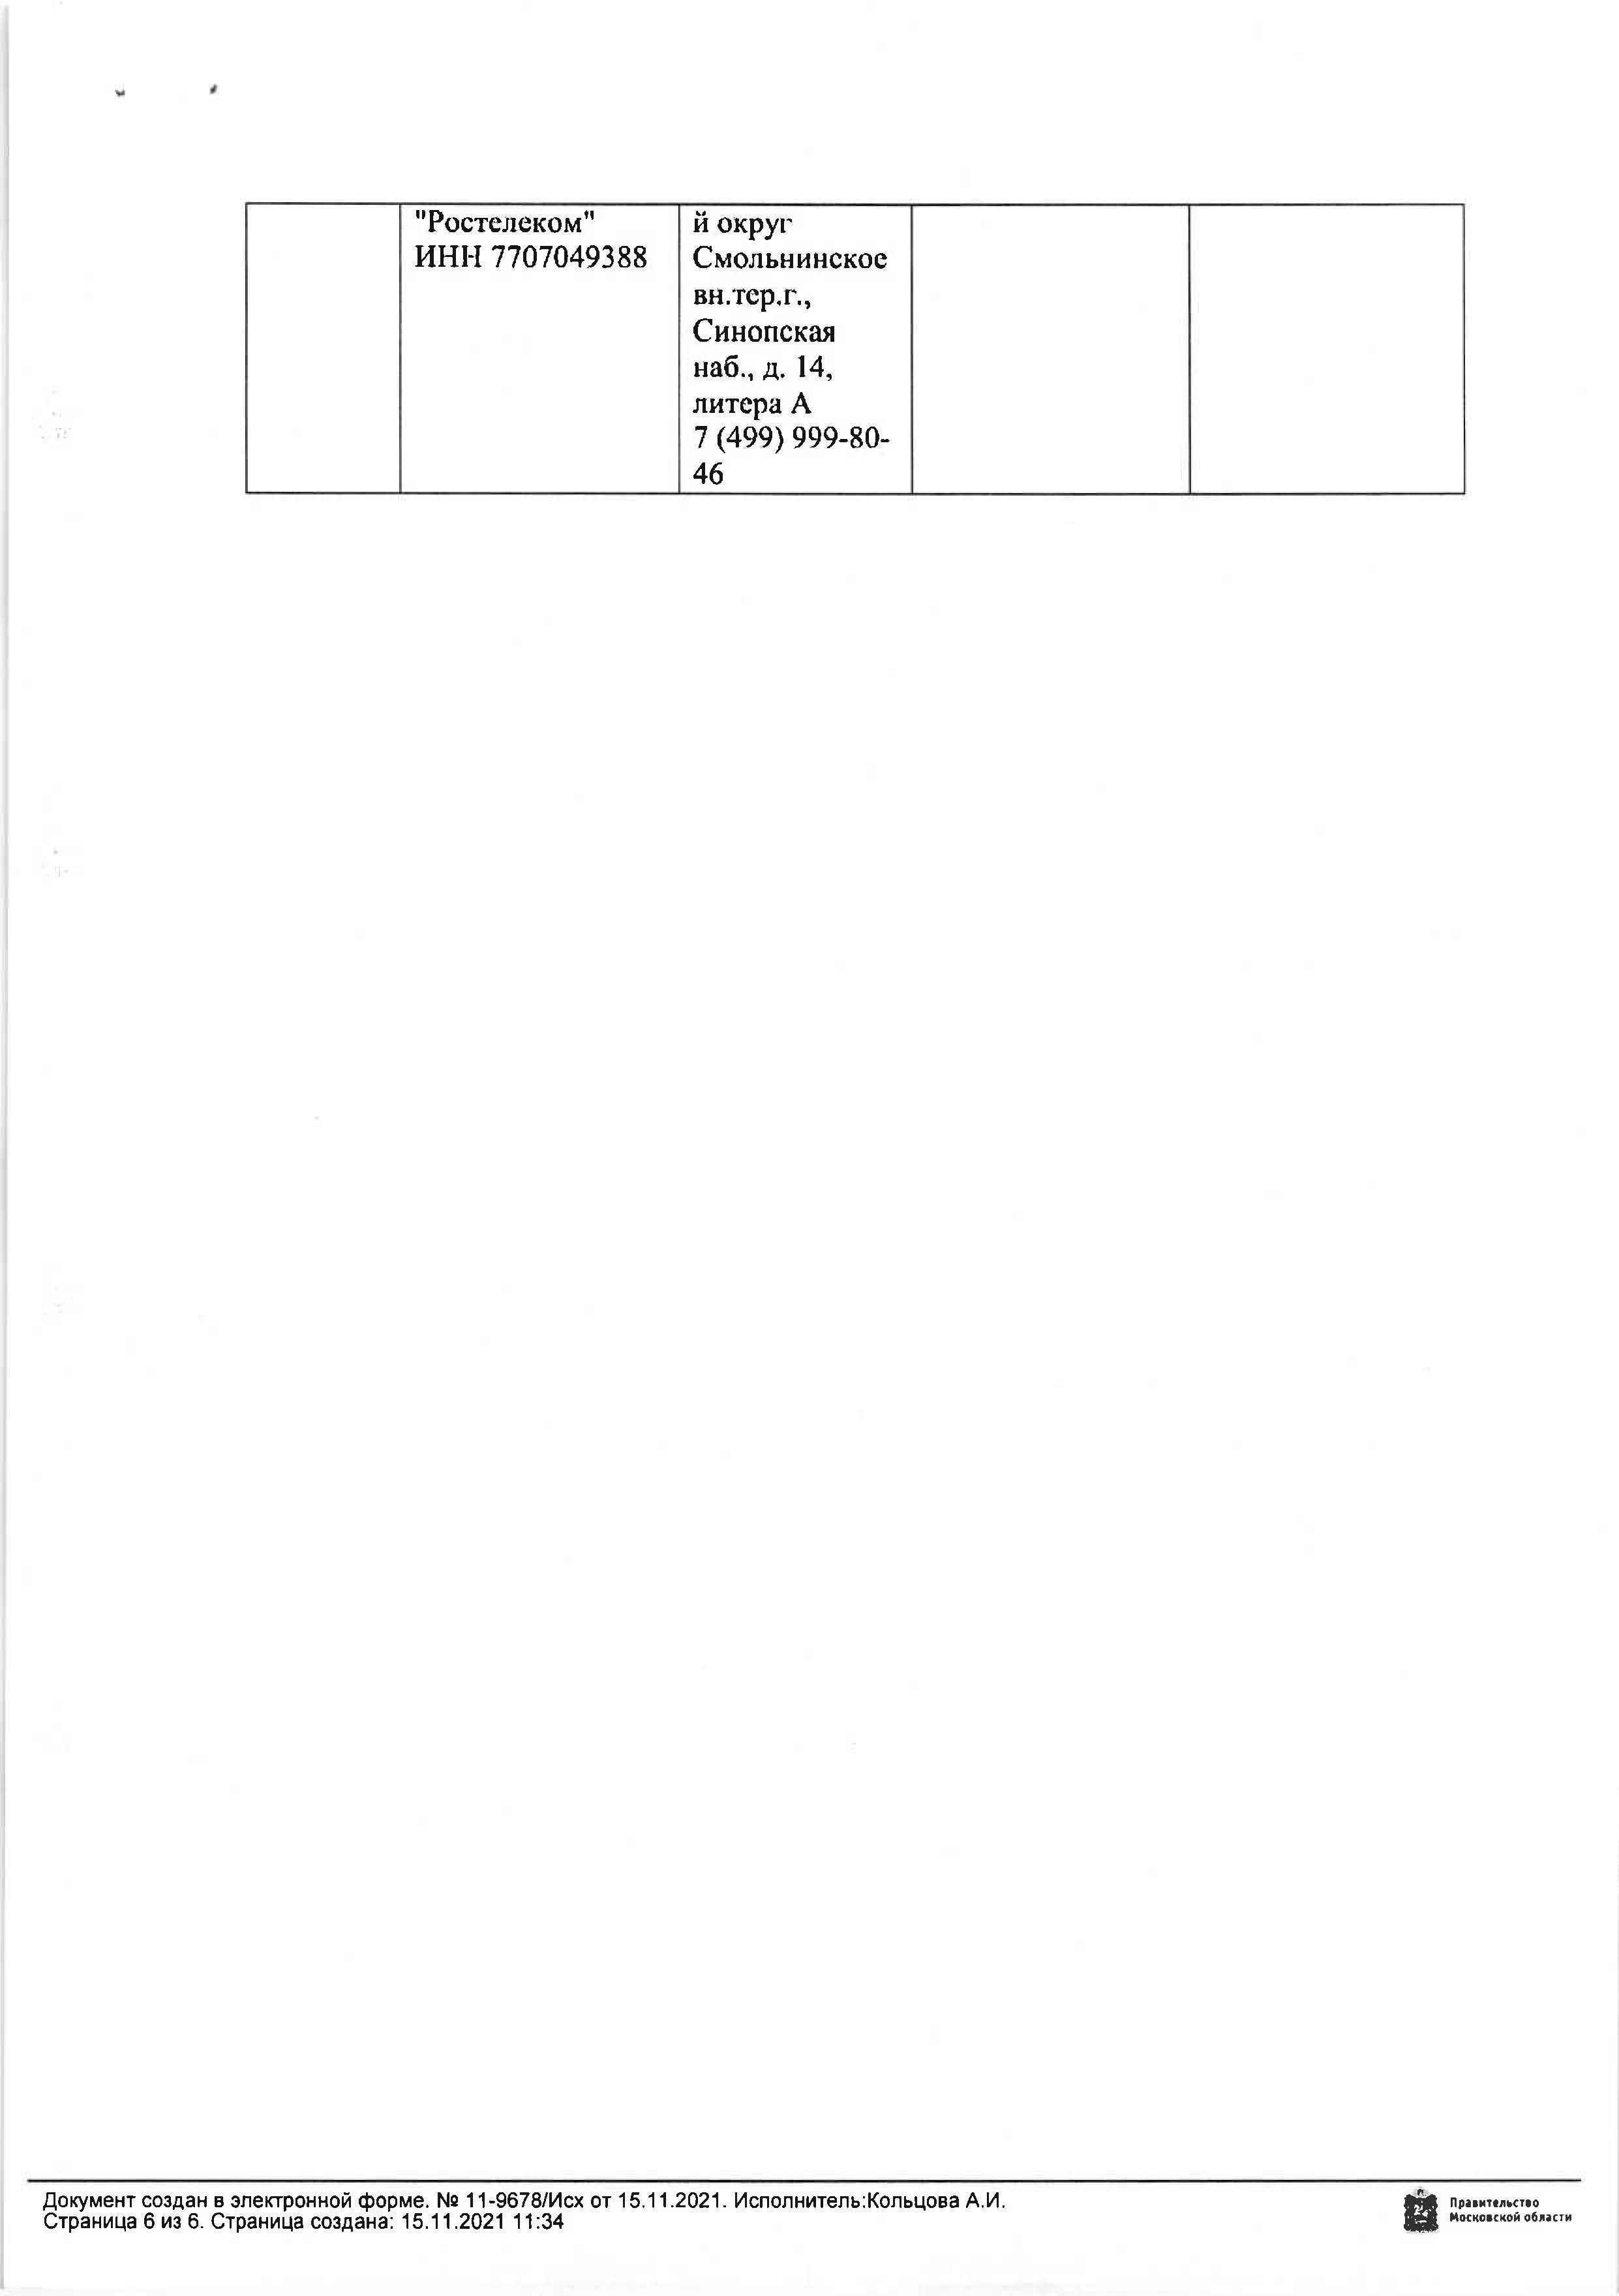 "Ростелеком"
ИНН 7707049388
й округ
Смольнинское
вн.тер.г.,
Синопская
наб., д. 14,
литера А
7 (499) 999-80-
46
Документ создан в электронной форме. № 11-9678/Исх от 15.11.2021. Исполнитель:Кольцова А.И.
Страница 6 из 6. Страница создана: 15.11.2021 11:34
Правительство
Московской области